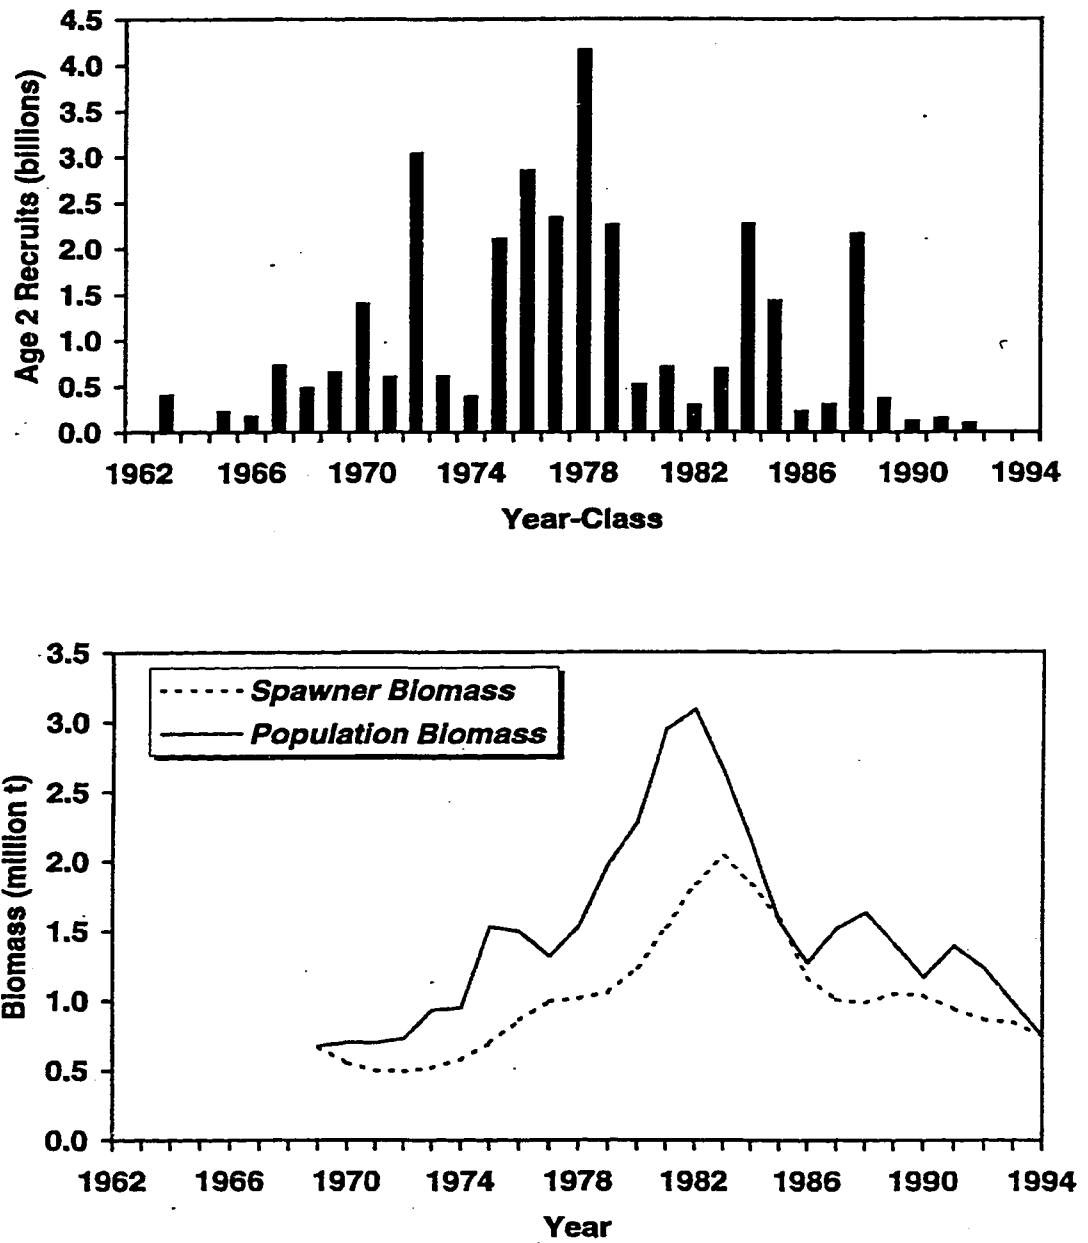 4.5
4.0
3.5
3.0
2.5
2.0
1.5
1.0
0.5
0.0
Age 2 Recruits (billions)
1962 1966 1970 1974 1978 1982 1986 1990 1994
Year-Class
3.5
3.0
2.5
2.0
1.5
1.0
0.5
0.0
Biomass (million t)
Spawner Biomass
Population Biomass
1962 1966 1970 1974 1978 1982 1986 1990 1994
Year